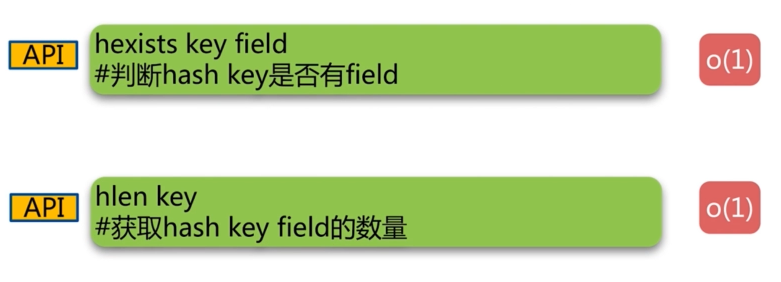 API
hexists key field
#判断hash key是否有field
o(1)
API
hlen key
#获取hash key field的数量
o(1)